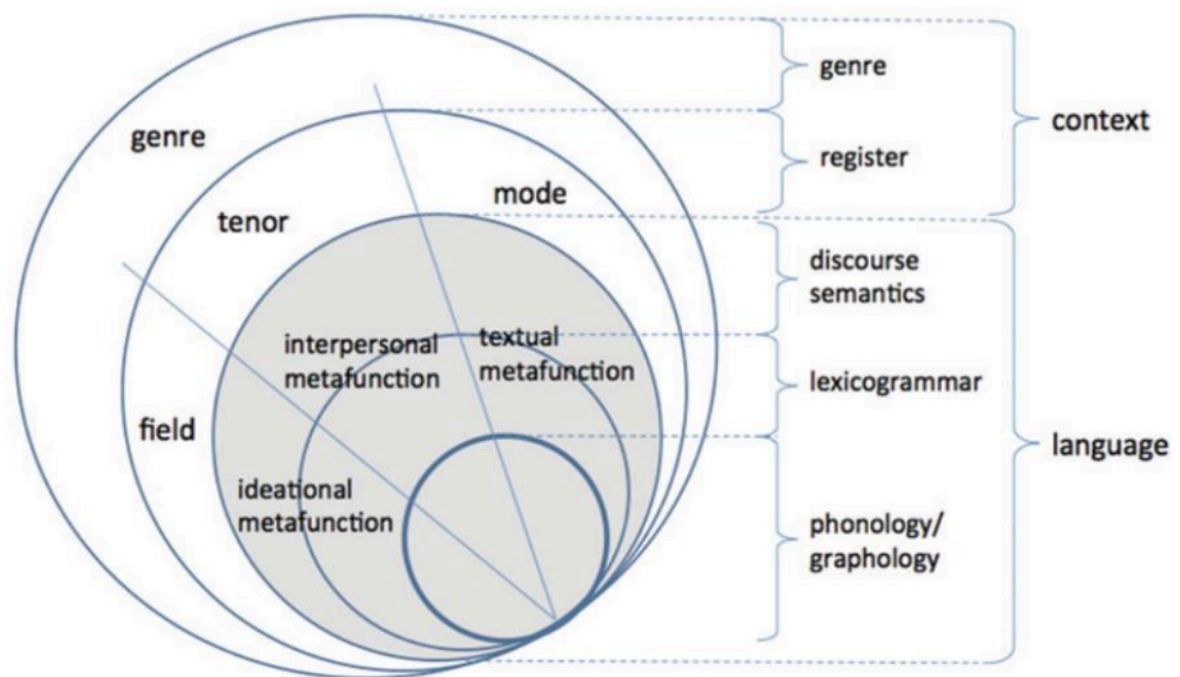 genre
tenor
mode
interpersonal
metafunction
textual
metafunction
field
ideational
metafunction
genre
register
discourse
semantics
lexicogrammar
phonology/
graphology
context
language